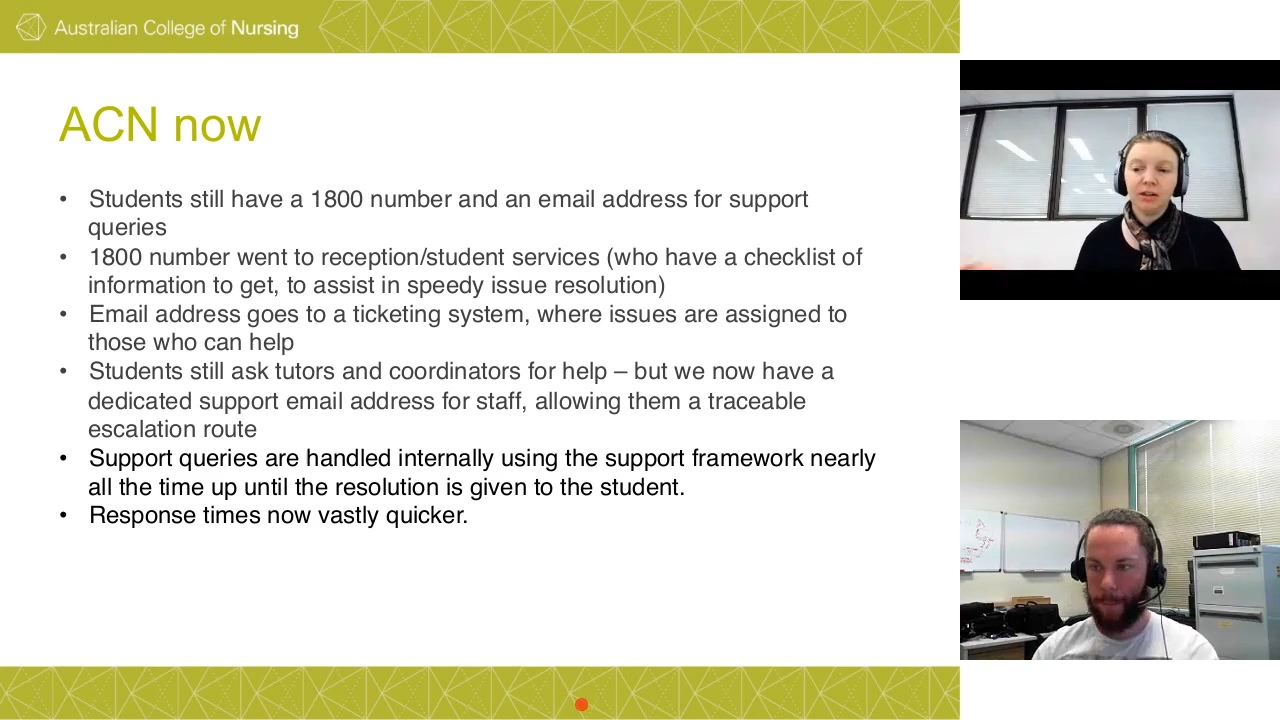 Australian College of Nursing
ACN now
• Students still have a 1800 number and an email address for support
queries
• 1800 number went to reception/student services (who have a checklist of
information to get, to assist in speedy issue resolution)
• Email address goes to a ticketing system, where issues are assigned to
those who can help
• Students still ask tutors and coordinators for help – but we now have a
dedicated support email address for staff, allowing them a traceable
escalation route
• Support queries are handled internally using the support framework nearly
all the time up until the resolution is given to the student.
• Response times now vastly quicker.